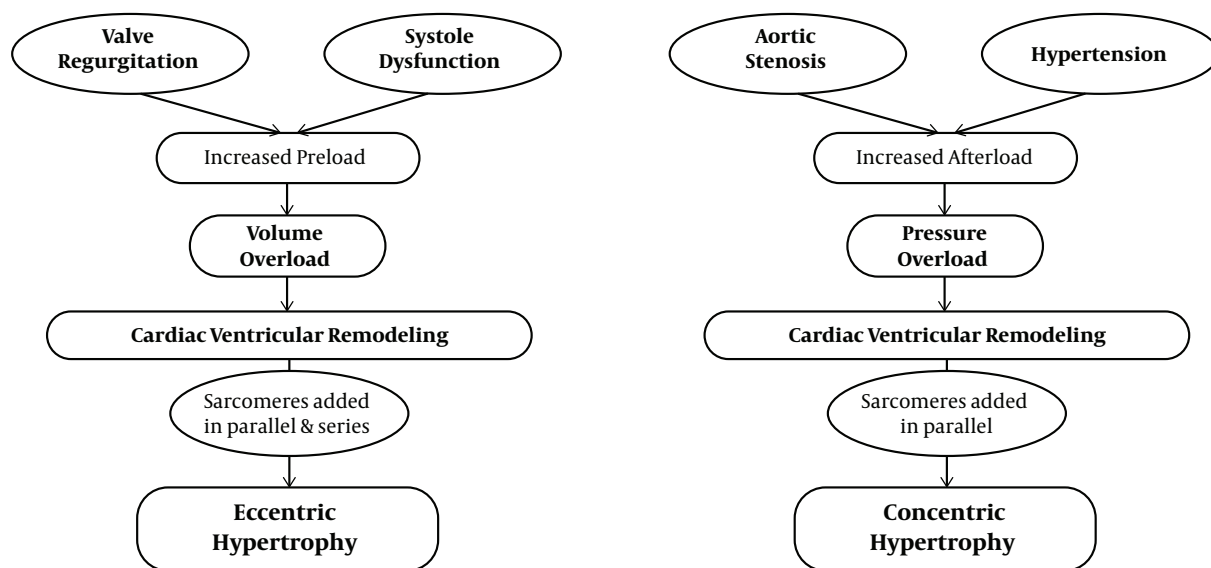 Valve
Regurgitation
Systole
Dysfunction
Increased Preload
Volume
Overload
Cardiac Ventricular Remodeling
Sarcomeres added
in parallel & series
Eccentric
Hypertrophy
Aortic
Stenosis
Hypertension
Increased Afterload
Pressure
Overload
Cardiac Ventricular Remodeling
Sarcomeres added
in parallel
Concentric
Hypertrophy